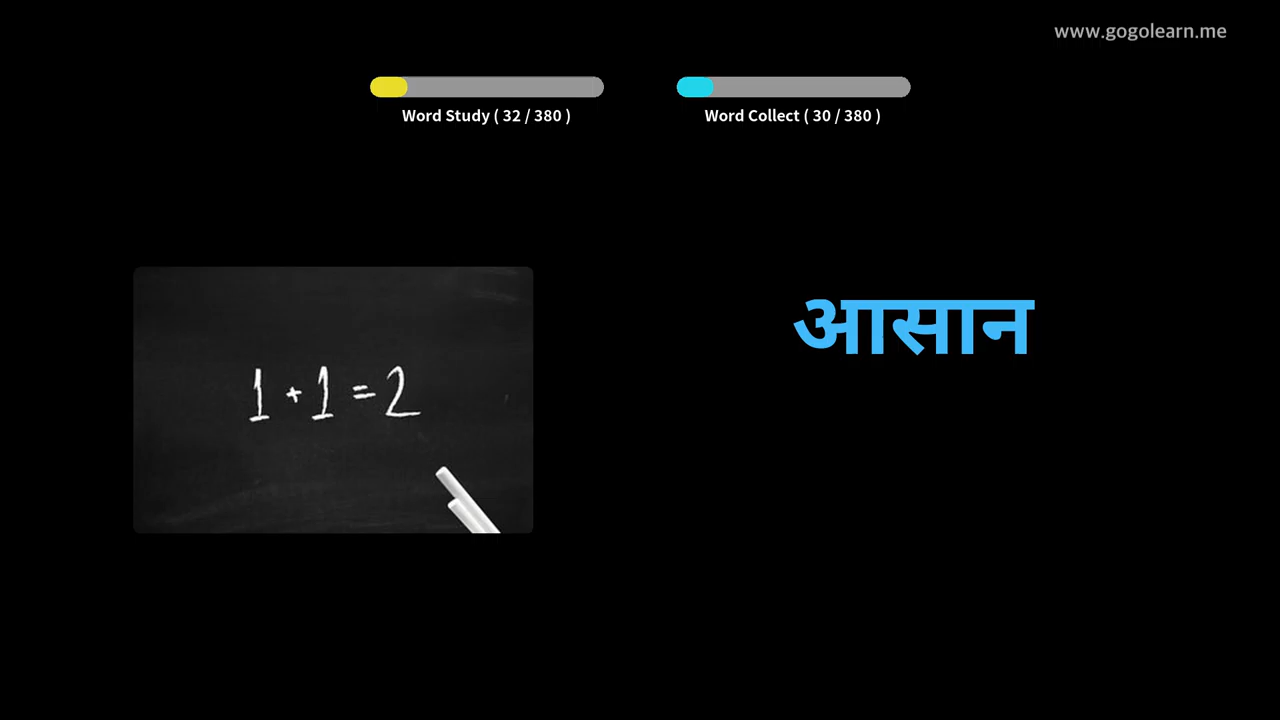 www.gogolearn.me
Word Study ( 32 / 380 )
Word Collect ( 30 / 380 )
आसान
1 + 1 = 2